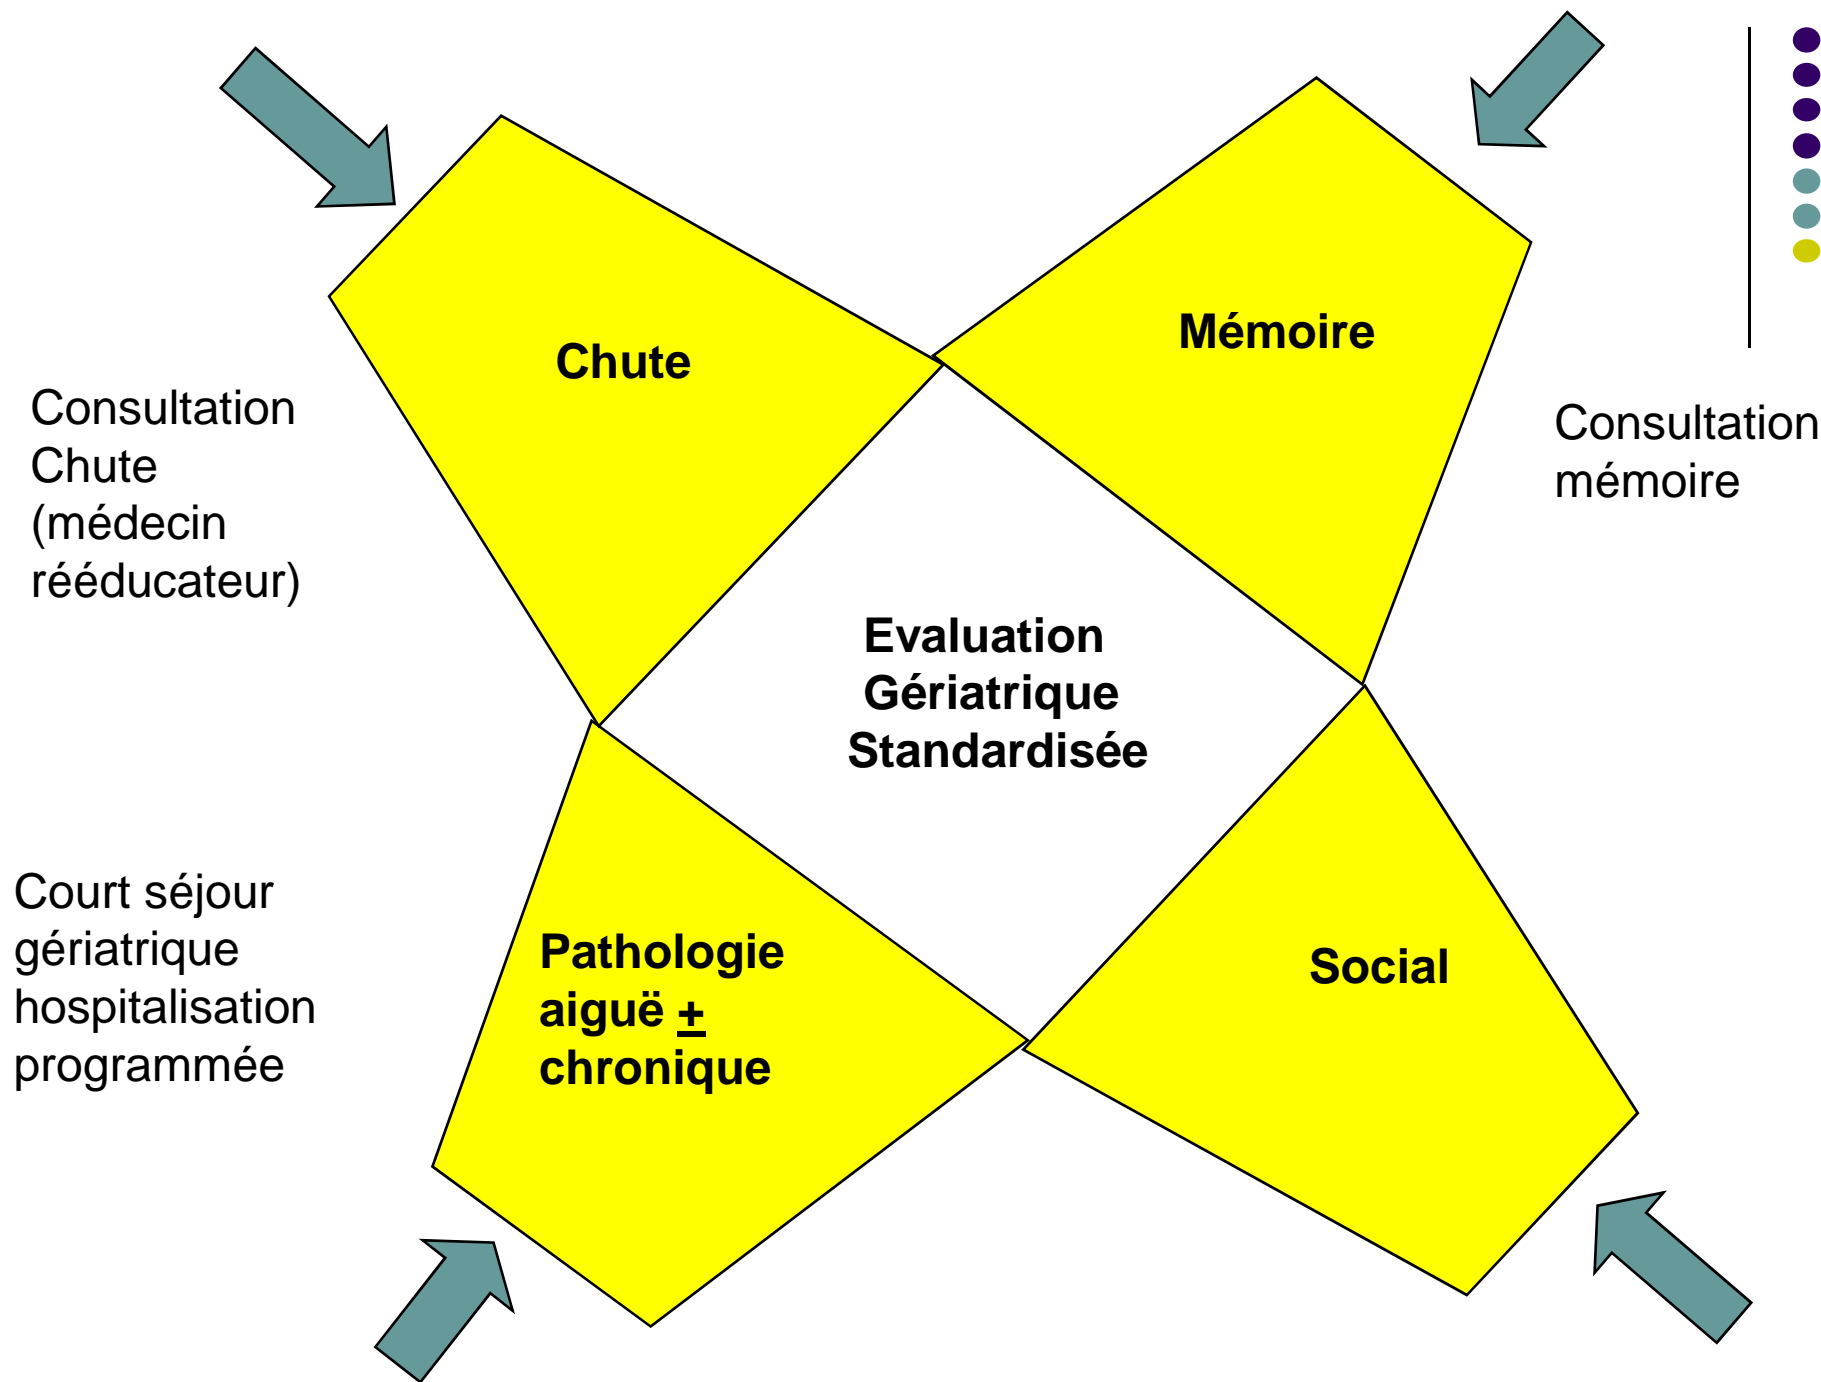 Chute
Mémoire
Consultation
Chute
(médecin
rééducateur)
Consultation
mémoire
Evaluation
Gériatrique
Standardisée
Court séjour
gériatrique
hospitalisation
programmée
Pathologie
aiguë ±
chronique
Social